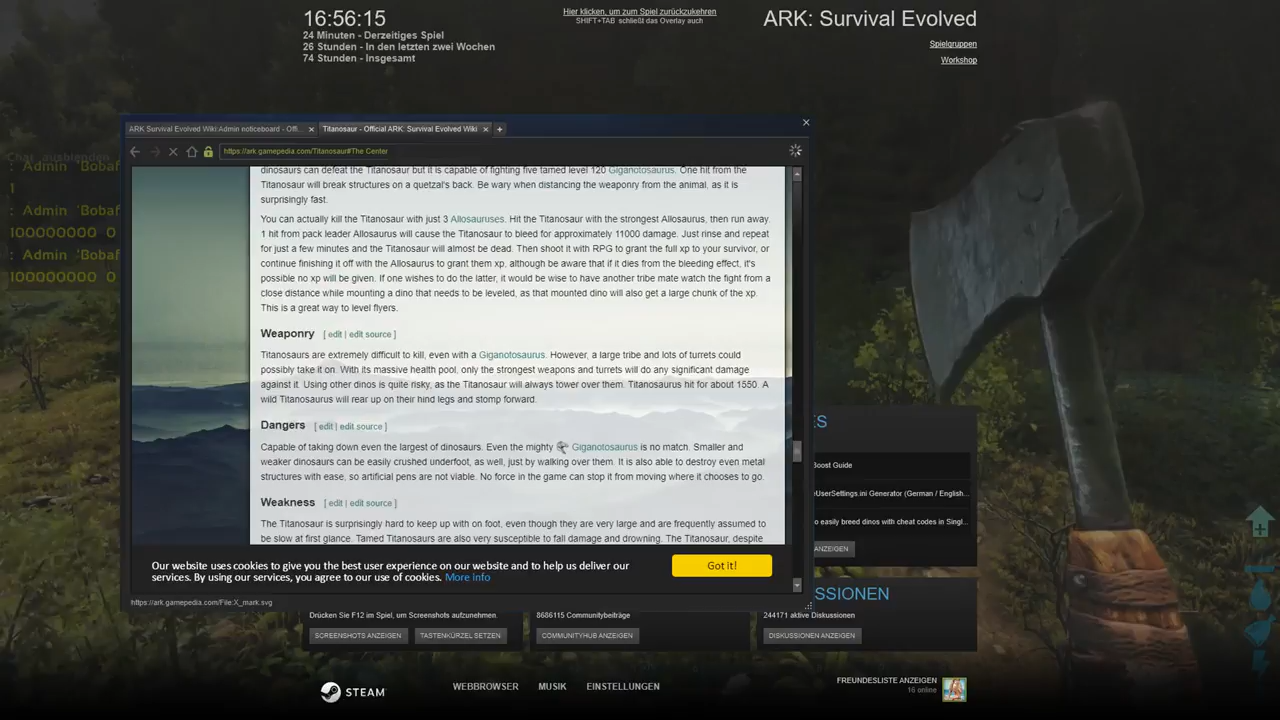 16:56:15
24 Minuten - Derzeitiges Spiel
26 Stunden - In den letzten zwei Wochen
74 Stunden - Insgesamt
Hier klicken, um zum Spiel zurückzukehren
SHIFT+TAB schließt das Overlay auch
ARK: Survival Evolved
Spielgruppen
Workshop
ARK Survival Evolved Wiki:Admin noticeboard - Offi...
Titanosaur - Official ARK: Survival Evolved Wiki
https://ark.gamepedia.com/Titanosaur#The Center
Chat ausblenden
: Admin 'Bobaf
1
: Admin 'Bobaf
100000000 0
: Admin 'Bobaf
100000000 0
dinosaurs can defeat the Titanosaur but it is capable of fighting five tamed level 120 Giganotosaurus. One hit from the
Titanosaur will break structures on a quetzal's back. Be wary when distancing the weaponry from the animal, as it is
surprisingly fast.
You can actually kill the Titanosaur with just 3 Allosauruses. Hit the Titanosaur with the strongest Allosaurus, then run away.
1 hit from pack leader Allosaurus will cause the Titanosaur to bleed for approximately 11000 damage. Just rinse and repeat
for just a few minutes and the Titanosaur will almost be dead. Then shoot it with RPG to grant the full xp to your survivor, or
continue finishing it off with the Allosaurus to grant them xp, although be aware that if it dies from the bleeding effect, it's
possible no xp will be given. If one wishes to do the latter, it would be wise to have another tribe mate watch the fight from a
close distance while mounting a dino that needs to be leveled, as that mounted dino will also get a large chunk of the xp.
This is a great way to level flyers.
Weaponry [ edit | edit source ]
Titanosaurs are extremely difficult to kill, even with a Giganotosaurus. However, a large tribe and lots of turrets could
possibly take it on. With its massive health pool, only the strongest weapons and turrets will do any significant damage
against it. Using other dinos is quite risky, as the Titanosaur will always tower over them. Titanosaurus hit for about 1550. A
wild Titanosaurus will rear up on their hind legs and stomp forward.
Dangers [ edit | edit source ]
Capable of taking down even the largest of dinosaurs. Even the mighty Giganotosaurus is no match. Smaller and
weaker dinosaurs can be easily crushed underfoot, as well, just by walking over them. It is also able to destroy even metal
structures with ease, so artificial pens are not viable. No force in the game can stop it from moving where it chooses to go.
Weakness [ edit | edit source ]
The Titanosaur is surprisingly hard to keep up with on foot, even though they are very large and are frequently assumed to
be slow at first glance. Tamed Titanosaurs are also very susceptible to fall damage and drowning. The Titanosaur, despite
Our website uses cookies to give you the best user experience on our website and to help us deliver our
services. By using our services, you agree to our use of cookies. More info
Got it!
https://ark.gamepedia.com/File:X_mark.svg
KS
Boost Guide
UserSettings.ini Generator (German / English...
o easily breed dinos with cheat codes in Singl...
ANZEIGEN
SSIONEN
Drücken Sie F12 im Spiel, um Screenshots aufzunehmen.
8686115 Communitybeiträge
244171 aktive Diskussionen
SCREENSHOTS ANZEIGEN
TASTENKÜRZEL SETZEN
COMMUNITYHUB ANZEIGEN
DISKUSSIONEN ANZEIGEN
STEAM
WEBBROWSER
MUSIK
EINSTELLUNGEN
FREUNDESLISTE ANZEIGEN
16 online